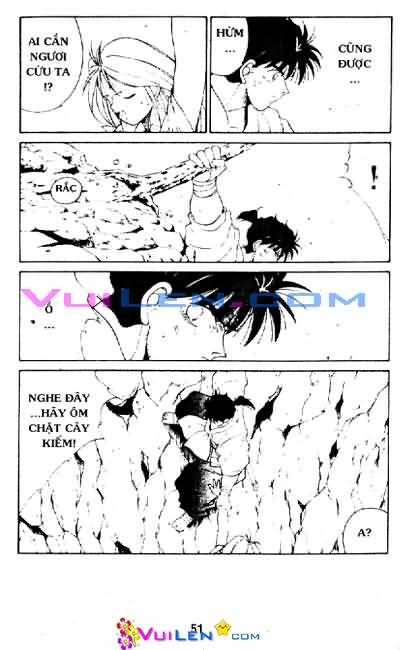 AI CẦN
NGƯƠI
CỨU TA
!?
HỪM
...
CŨNG
ĐƯỢC
...
RẮC
!
VUILEN.COM
Ồ
...
NGHE ĐÂY
...HÃY ÔM
CHẶT CÂY
KIẾM!
A?
51
VUILEN COM